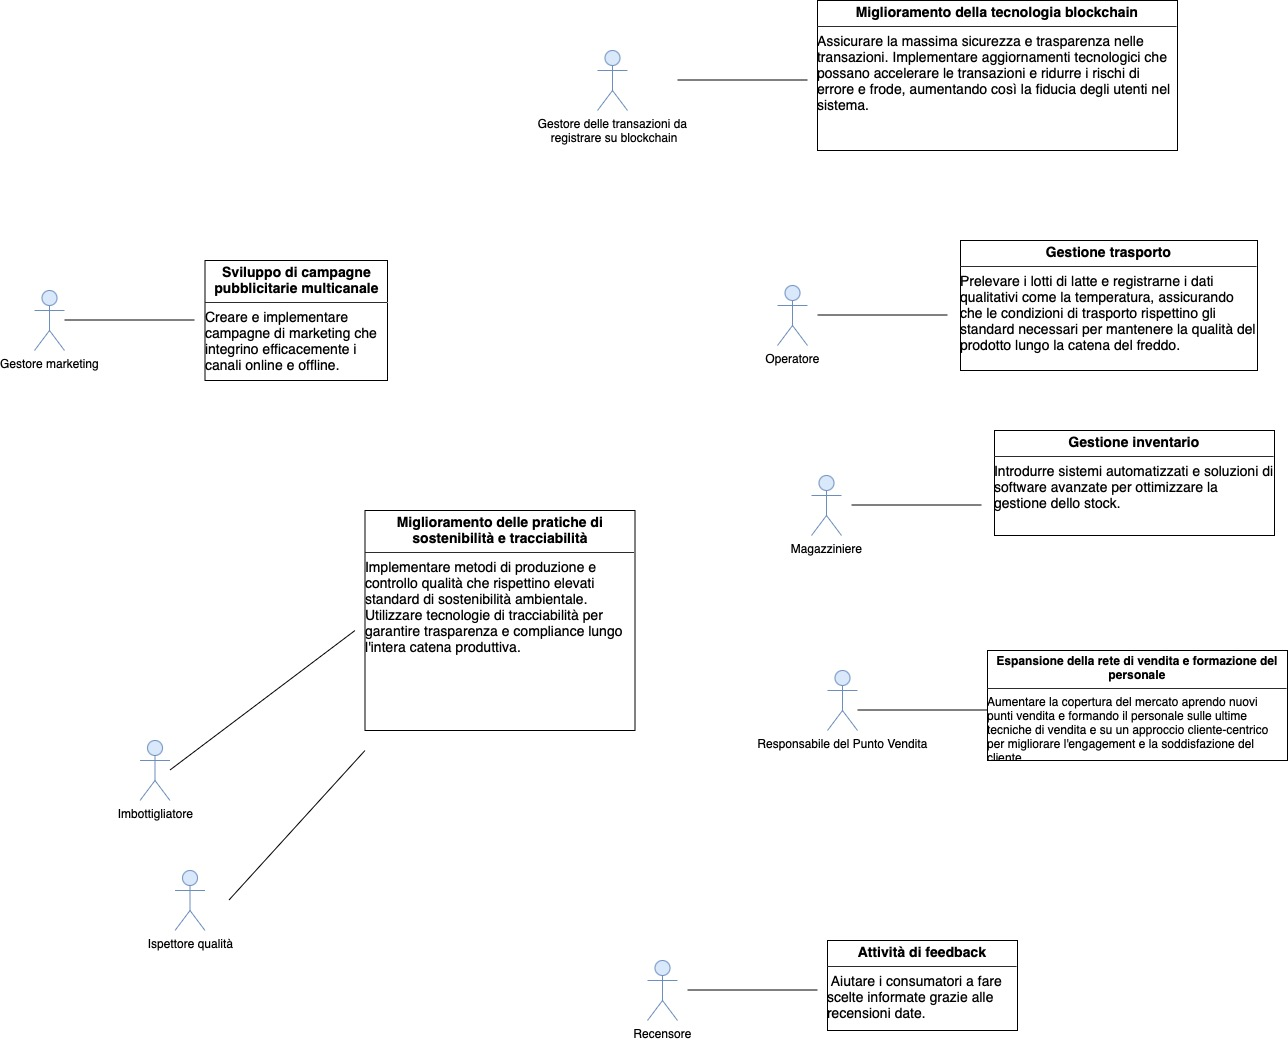 Miglioramento della tecnologia blockchain
Assicurare la massima sicurezza e trasparenza nelle
transazioni. Implementare aggiornamenti tecnologici che
possano accelerare le transazioni e ridurre i rischi di
errore e frode, aumentando così la fiducia degli utenti nel
sistema.
Gestore delle transazioni da
registrare su blockchain
Sviluppo di campagne
pubblicitarie multicanale
Creare e implementare
campagne di marketing che
integrino efficacemente i
canali online e offline.
Gestore marketing
Gestione trasporto
Prelevare i lotti di latte e registrarne i dati
qualitativi come la temperatura, assicurando
che le condizioni di trasporto rispettino gli
standard necessari per mantenere la qualità del
prodotto lungo la catena del freddo.
Operatore
Gestione inventario
Introdurre sistemi automatizzati e soluzioni di
software avanzate per ottimizzare la
gestione dello stock.
Magazziniere
Miglioramento delle pratiche di
sostenibilità e tracciabilità
Implementare metodi di produzione e
controllo qualità che rispettino elevati
standard di sostenibilità ambientale.
Utilizzare tecnologie di tracciabilità per
garantire trasparenza e compliance lungo
l'intera catena produttiva.
Espansione della rete di vendita e formazione del
personale
Aumentare la copertura del mercato aprendo nuovi
punti vendita e formando il personale sulle ultime
tecniche di vendita e su un approccio cliente-centrico
per migliorare l'engagement e la soddisfazione del
cliente
Responsabile del Punto Vendita
Imbottigliatore
Ispettore qualità
Attività di feedback
Aiutare i consumatori a fare
scelte informate grazie alle
recensioni date.
Recensore